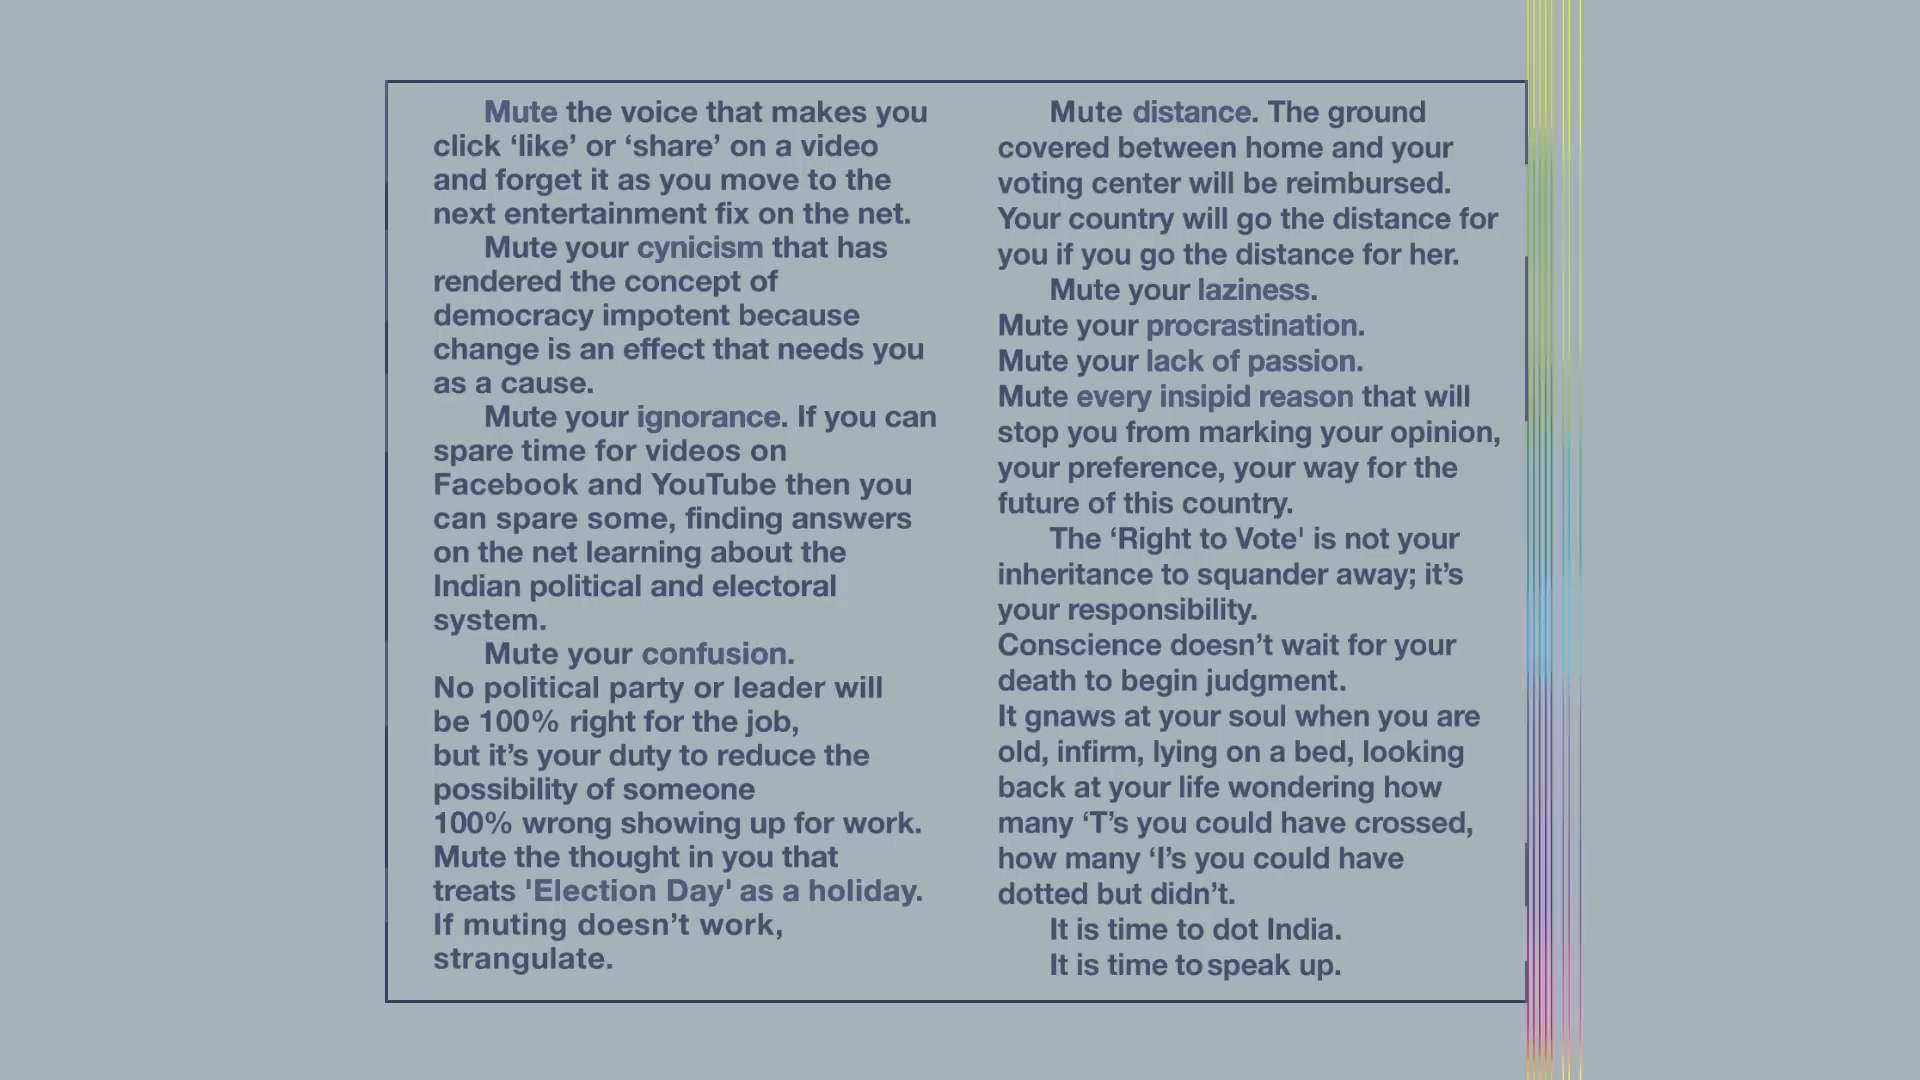 Mute the voice that makes you
click ‘like’ or ‘share’ on a video
and forget it as you move to the
next entertainment fix on the net.
Mute your cynicism that has
rendered the concept of
democracy impotent because
change is an effect that needs you
as a cause.
Mute your ignorance. If you can
spare time for videos on
Facebook and YouTube then you
can spare some, finding answers
on the net learning about the
Indian political and electoral
system.
Mute your confusion.
No political party or leader will
be 100% right for the job,
but it’s your duty to reduce the
possibility of someone
100% wrong showing up for work.
Mute the thought in you that
treats 'Election Day' as a holiday.
If muting doesn’t work,
strangulate.
Mute distance. The ground
covered between home and your
voting center will be reimbursed.
Your country will go the distance for
you if you go the distance for her.
Mute your laziness.
Mute your procrastination.
Mute your lack of passion.
Mute every insipid reason that will
stop you from marking your opinion,
your preference, your way for the
future of this country.
The ‘Right to Vote' is not your
inheritance to squander away; it’s
your responsibility.
Conscience doesn’t wait for your
death to begin judgment.
It gnaws at your soul when you are
old, infirm, lying on a bed, looking
back at your life wondering how
many ‘T’s you could have crossed,
how many ‘I’s you could have
dotted but didn’t.
It is time to dot India.
It is time to speak up.